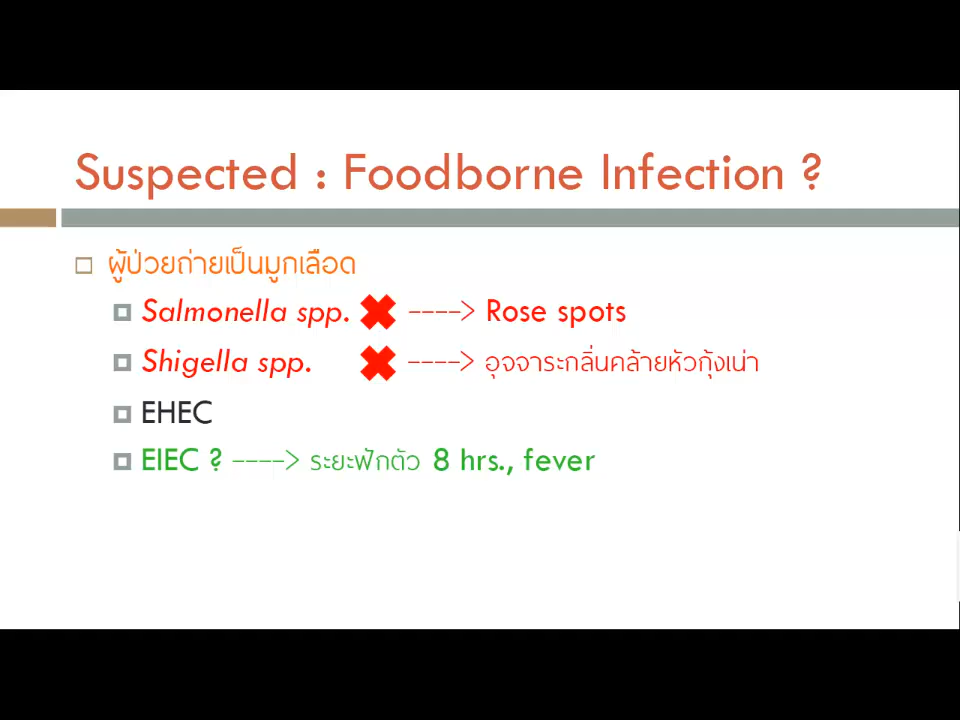 Suspected : Foodborne Infection ?
ผู้ป่วยถ่ายเป็นมูกเลือด
Salmonella spp. ✖ ----> Rose spots
Shigella spp. ✖ ----> อุจจาระกลิ่นคล้ายหัวกุ้งเน่า
EHEC
EIEC ? ----> ระยะฟักตัว 8 hrs., fever